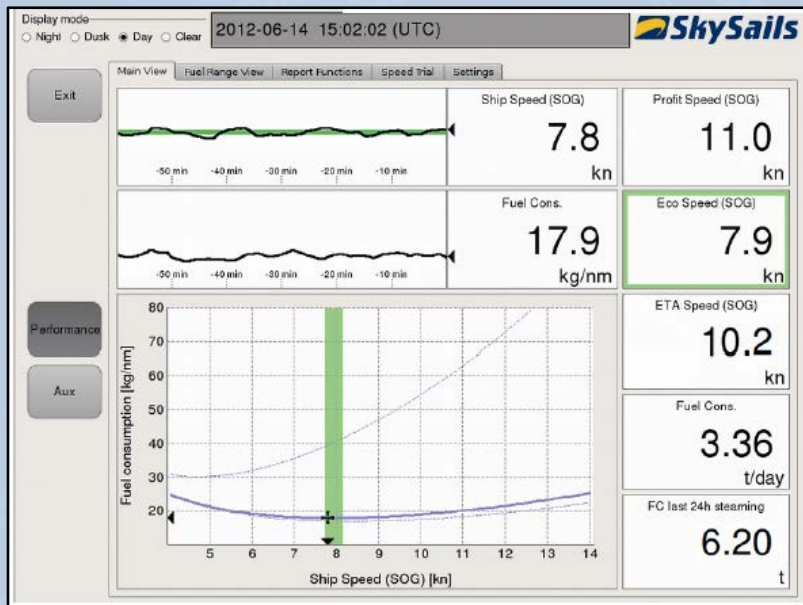 Display mode
Night Dusk Day Clear
2012-06-14 15:02:02 (UTC)
SkySails
Main View Fuel Range View Report Functions Speed Trial Settings
Exit
Performance
Aux
Ship Speed (SOG)
7.8
kn
-50 min -40 min -30 min -20 min -10 min
Profit Speed (SOG)
11.0
kn
Fuel Cons.
17.9
kg/nm
-50 min -40 min -30 min -20 min -10 min
Eco Speed (SOG)
7.9
kn
ETA Speed (SOG)
10.2
kn
Fuel Cons.
3.36
t/day
FC last 24h steaming
6.20
t
Fuel consumption [kg/nm]
80
70
60
50
40
30
20
5 6 7 8 9 10 11 12 13 14
Ship Speed (SOG) [kn]